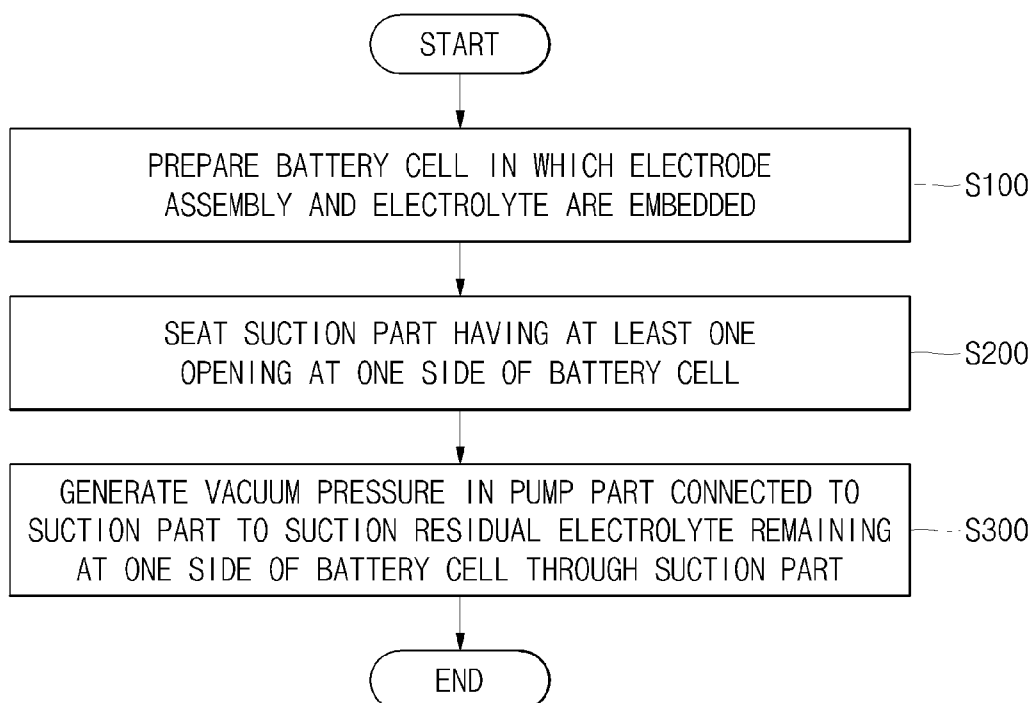 START
PREPARE BATTERY CELL IN WHICH ELECTRODE
ASSEMBLY AND ELECTROLYTE ARE EMBEDDED
S100
SEAT SUCTION PART HAVING AT LEAST ONE
OPENING AT ONE SIDE OF BATTERY CELL
S200
GENERATE VACUUM PRESSURE IN PUMP PART CONNECTED TO
SUCTION PART TO SUCTION RESIDUAL ELECTROLYTE REMAINING
AT ONE SIDE OF BATTERY CELL THROUGH SUCTION PART
S300
END